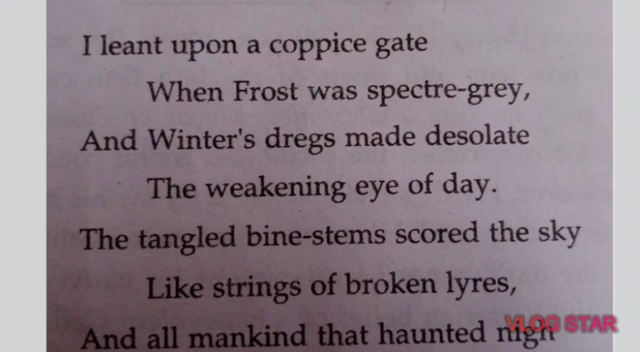 I leant upon a coppice gate
When Frost was spectre-grey,
And Winter's dregs made desolate
The weakening eye of day.
The tangled bine-stems scored the sky
Like strings of broken lyres,
And all mankind that haunted nigh
VLOG STAR